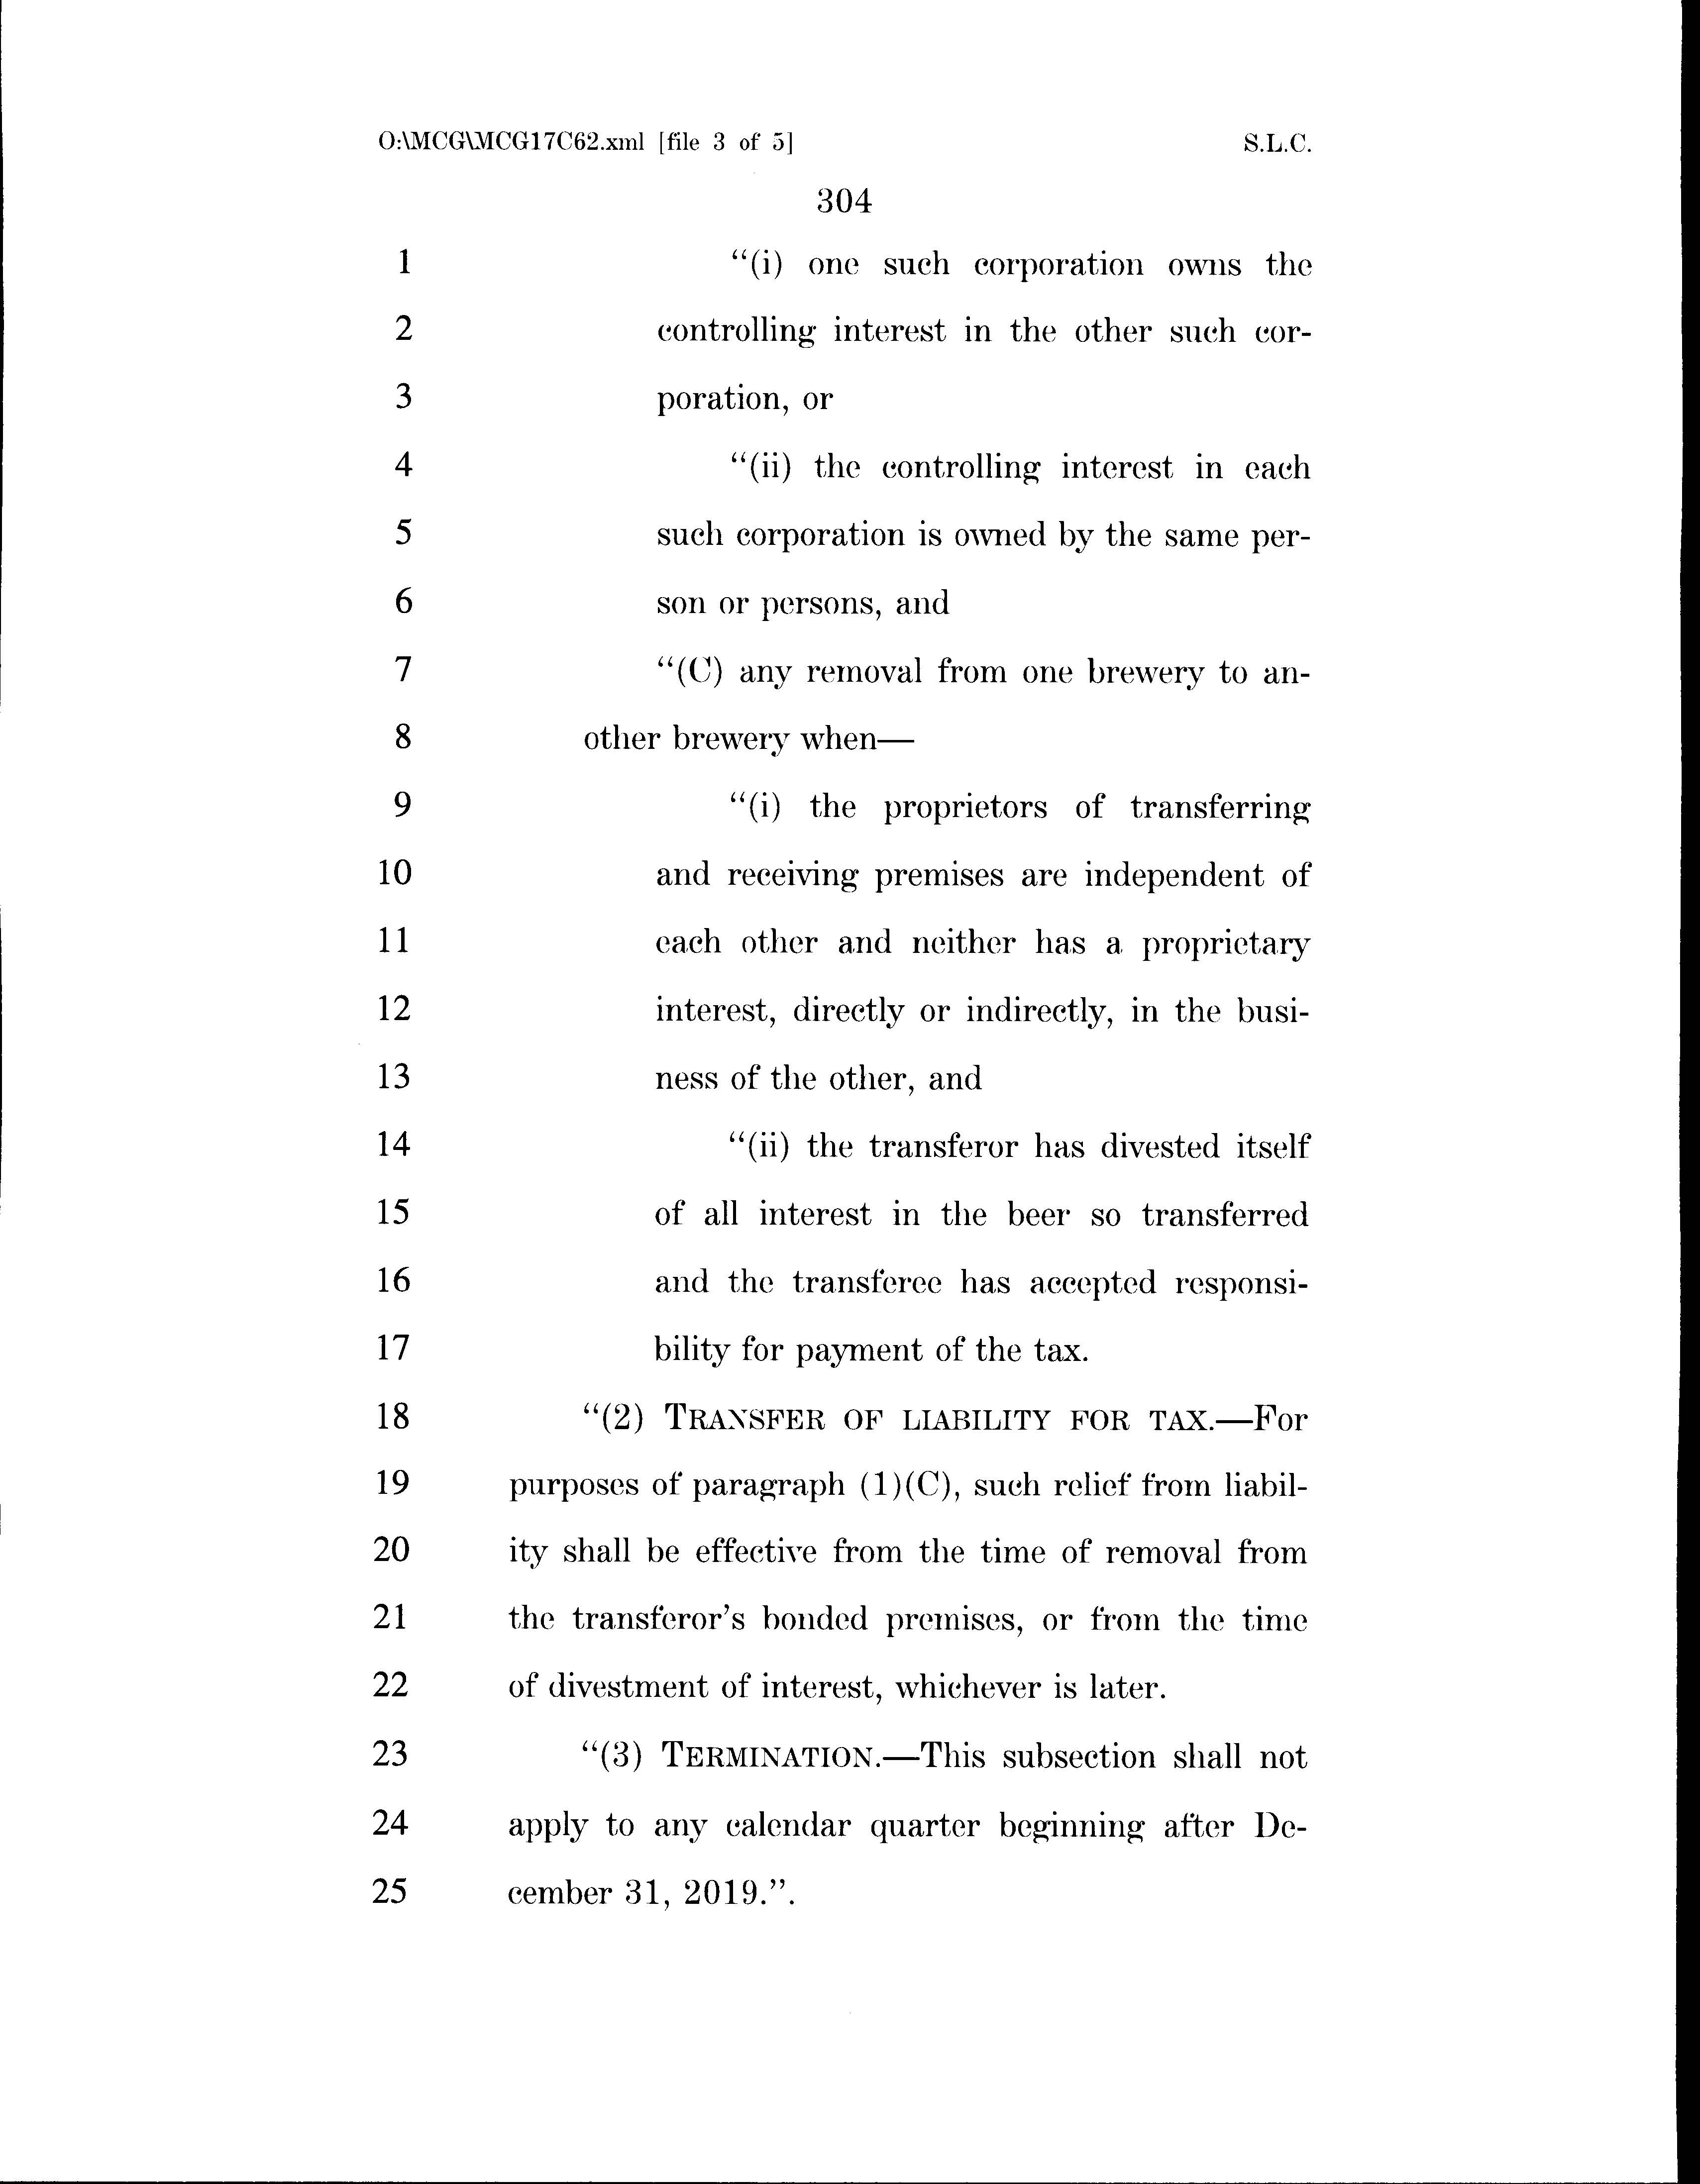 O:\MCG\MCG17C62.xml [file 3 of 5] S.L.C.
304
1 “(i) one such corporation owns the
2 controlling interest in the other such cor-
3 poration, or
4 “(ii) the controlling interest in each
5 such corporation is owned by the same per-
6 son or persons, and
7 “(C) any removal from one brewery to an-
8 other brewery when—
9 “(i) the proprietors of transferring
10 and receiving premises are independent of
11 each other and neither has a proprietary
12 interest, directly or indirectly, in the busi-
13 ness of the other, and
14 “(ii) the transferor has divested itself
15 of all interest in the beer so transferred
16 and the transferee has accepted responsi-
17 bility for payment of the tax.
18 “(2) TRANSFER OF LIABILITY FOR TAX.—For
19 purposes of paragraph (1)(C), such relief from liabil-
20 ity shall be effective from the time of removal from
21 the transferor’s bonded premises, or from the time
22 of divestment of interest, whichever is later.
23 “(3) TERMINATION.—This subsection shall not
24 apply to any calendar quarter beginning after De-
25 cember 31, 2019.”.